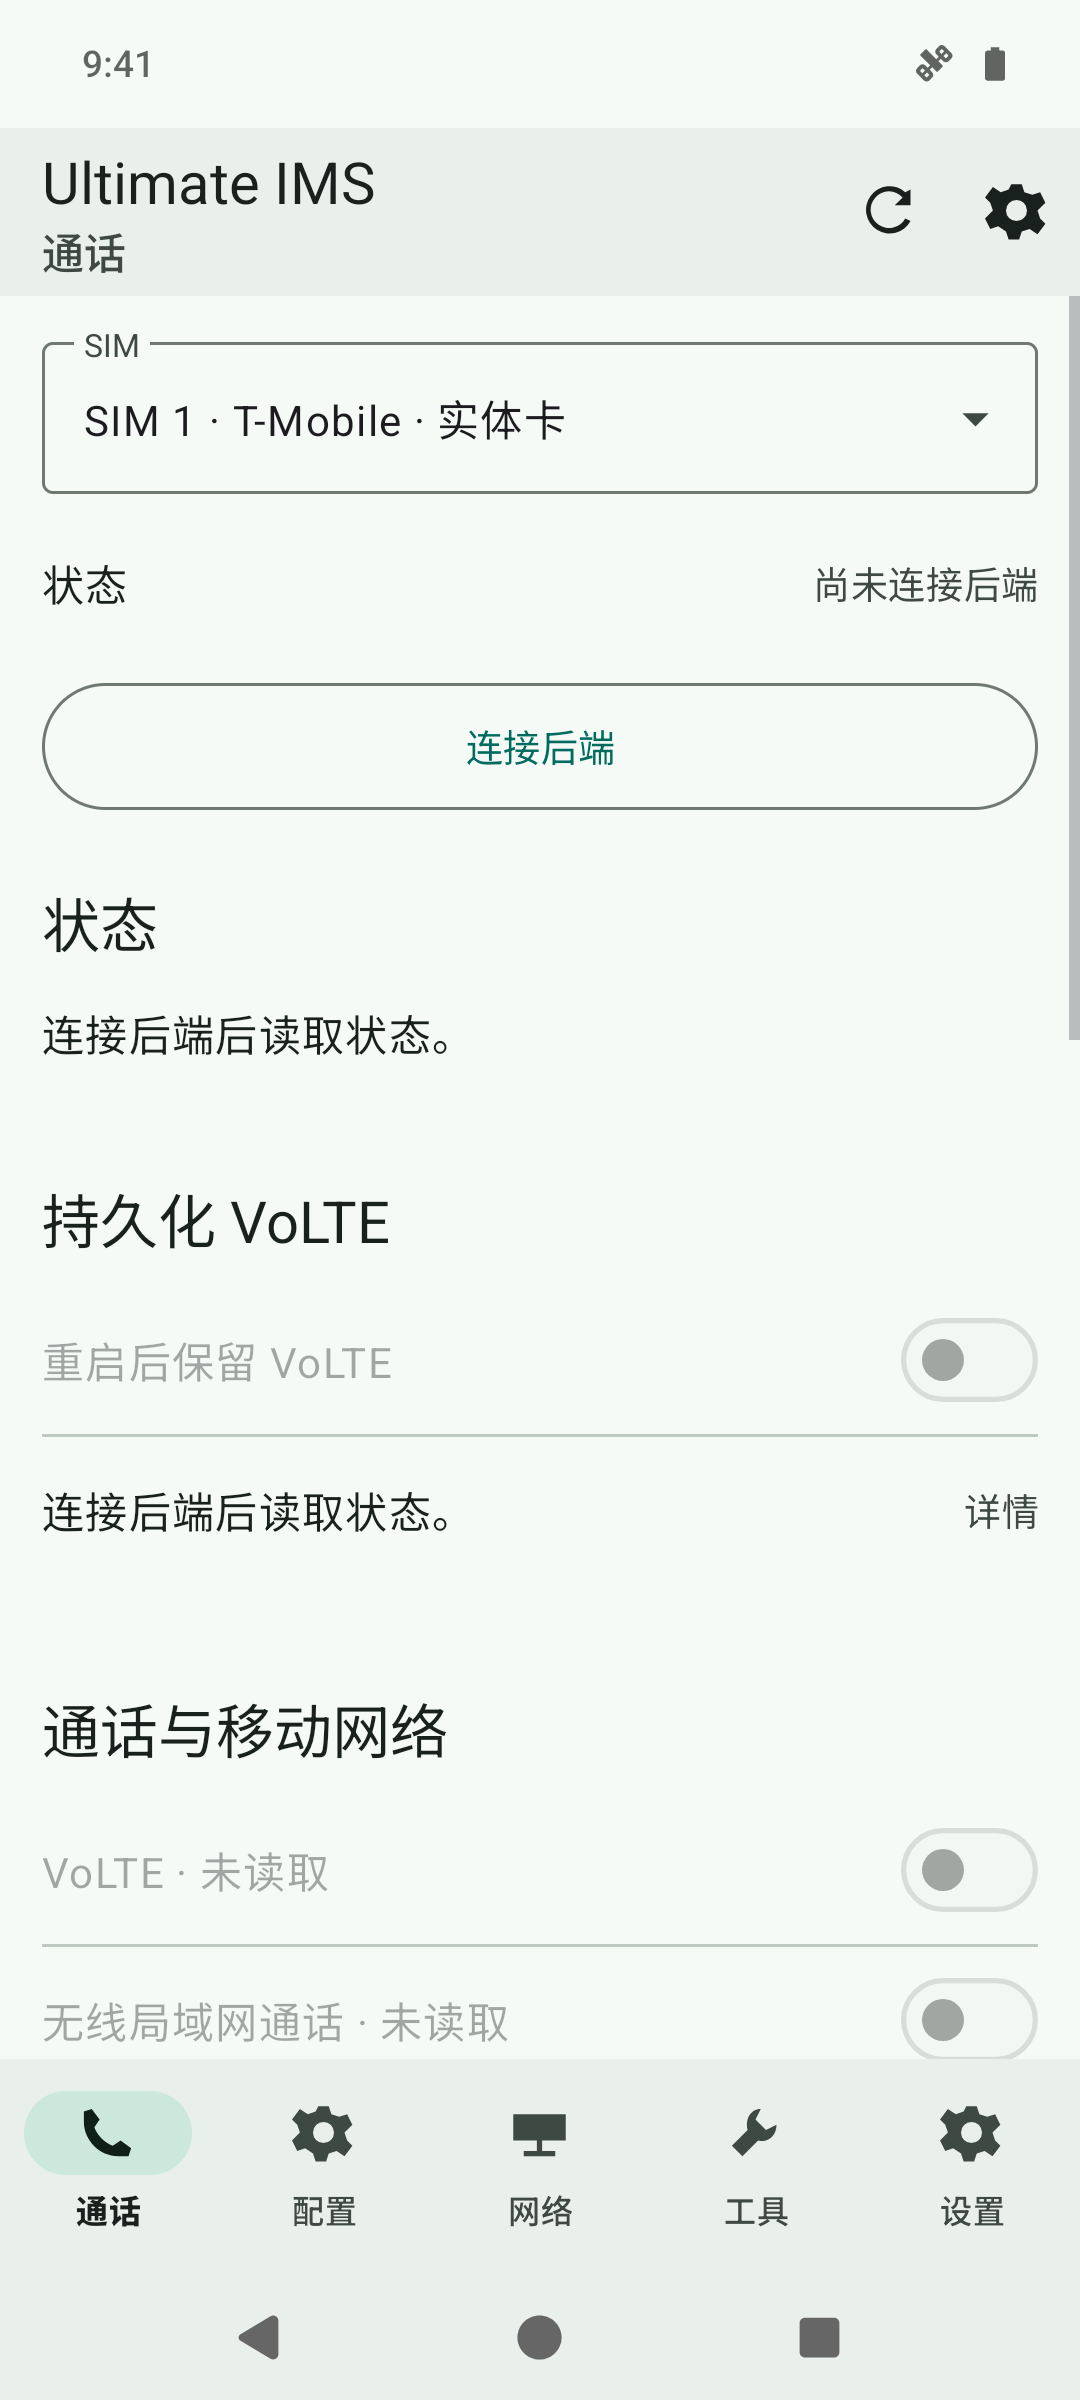 9:41
Ultimate IMS
通话
SIM
SIM 1 · T-Mobile · 实体卡
状态 尚未连接后端
连接后端
状态
连接后端后读取状态。
持久化 VoLTE
重启后保留 VoLTE
连接后端后读取状态。 详情
通话与移动网络
VoLTE · 未读取
无线局域网通话 · 未读取
通话 配置 网络 工具 设置